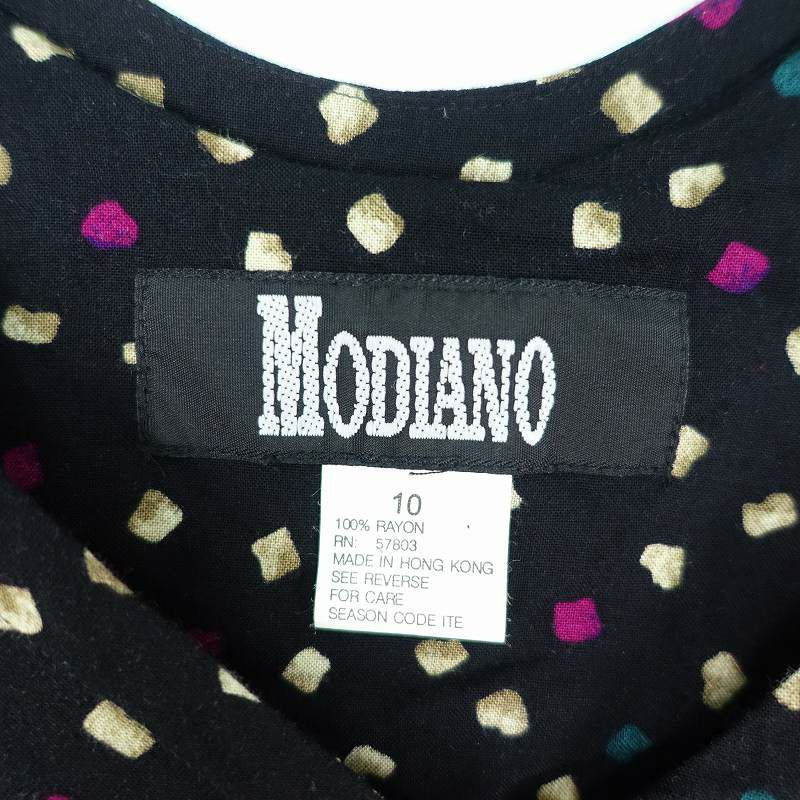 MODIANO
10
100% RAYON
RN: 57803
MADE IN HONG KONG
SEE REVERSE
FOR CARE
SEASON CODE ITE